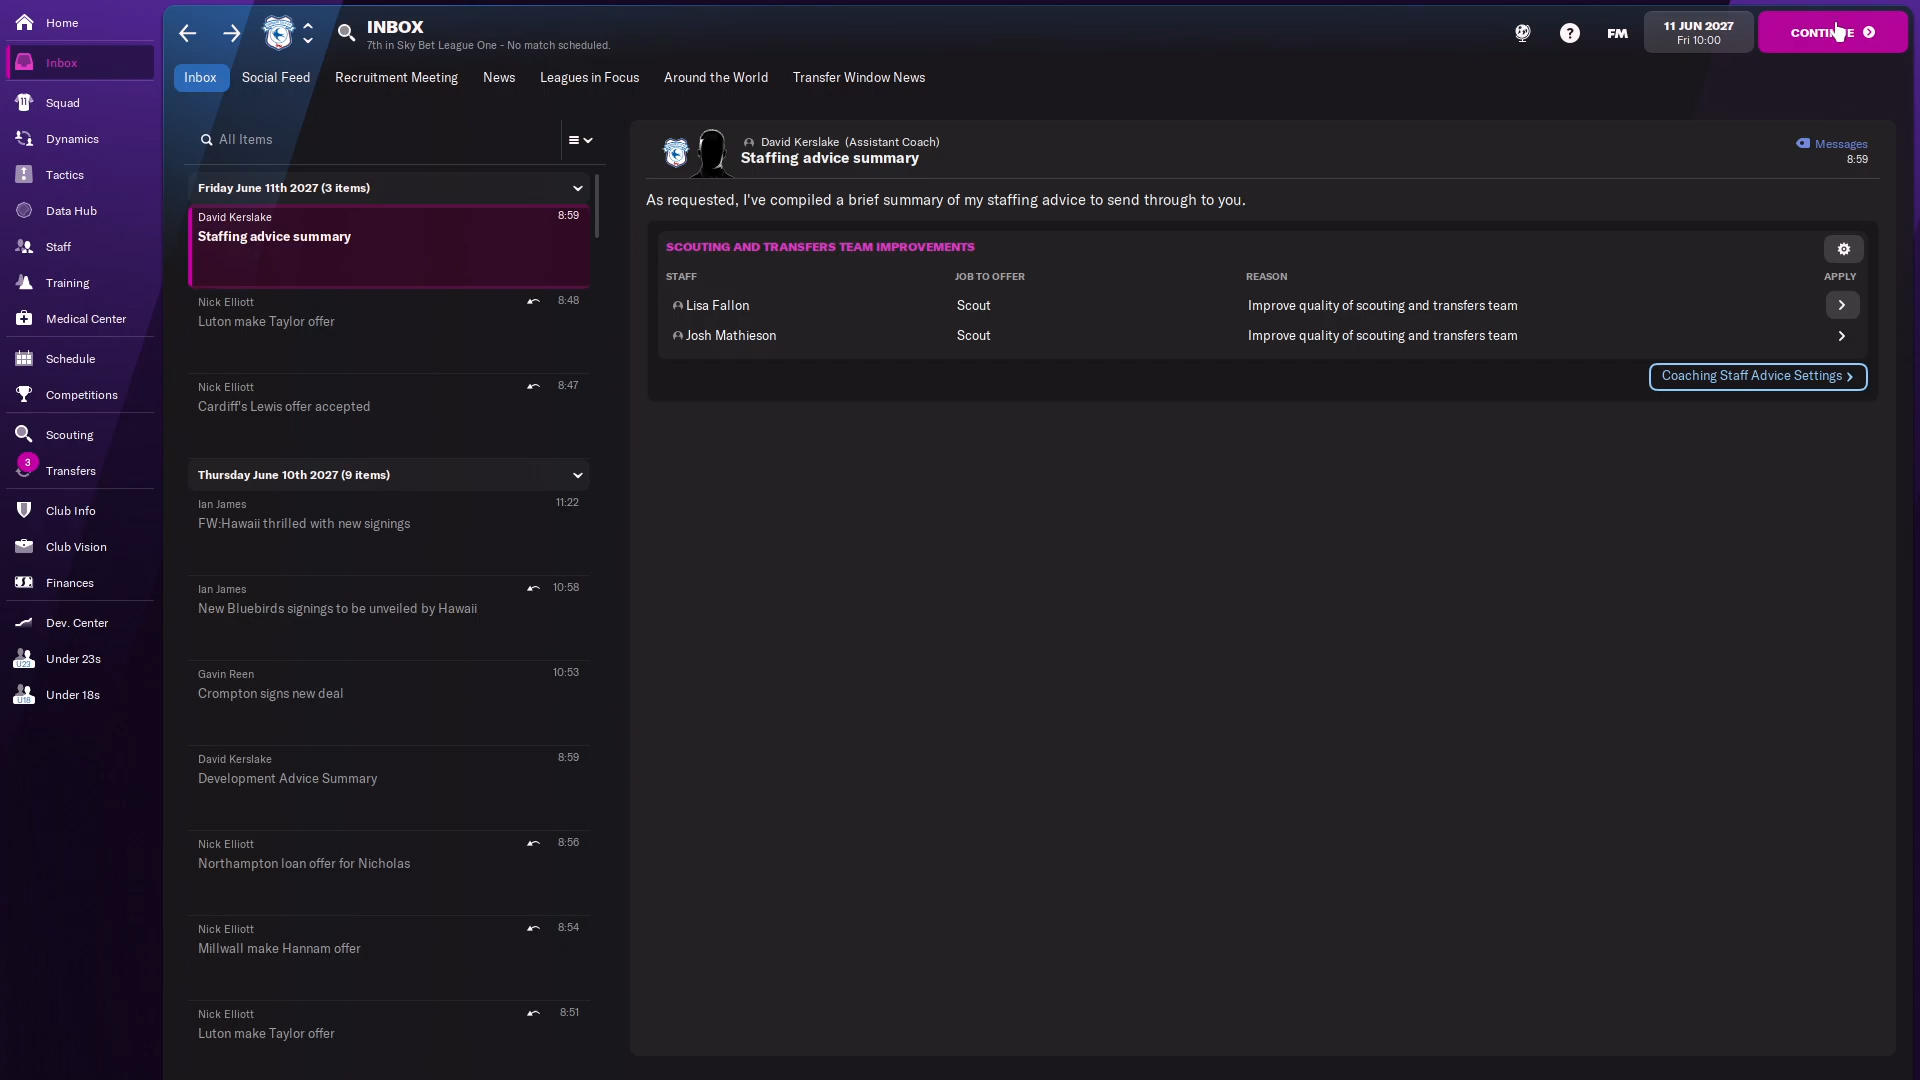 Home
Inbox
Squad
Dynamics
Tactics
Data Hub
Staff
Training
Medical Center
Schedule
Competitions
Scouting
3
Transfers
Club Info
Club Vision
Finances
Dev. Center
U23
Under 23s
U18
Under 18s
INBOX
7th in Sky Bet League One - No match scheduled.
?
FM
11 JUN 2027
Fri 10:00
Inbox
Social Feed
Recruitment Meeting
News
Leagues in Focus
Around the World
Transfer Window News
All Items
Friday June 11th 2027 (3 items)
David Kerslake
8:59
Staffing advice summary
Nick Elliott
8:48
Luton make Taylor offer
Nick Elliott
8:47
Cardiff's Lewis offer accepted
Thursday June 10th 2027 (9 items)
Ian James
11:22
FW:Hawaii thrilled with new signings
Ian James
10:58
New Bluebirds signings to be unveiled by Hawaii
Gavin Reen
10:53
Crompton signs new deal
David Kerslake
8:59
Development Advice Summary
Nick Elliott
8:56
Northampton loan offer for Nicholas
Nick Elliott
8:54
Millwall make Hannam offer
Nick Elliott
8:51
Luton make Taylor offer
David Kerslake (Assistant Coach)
Staffing advice summary
Messages
8:59
As requested, I've compiled a brief summary of my staffing advice to send through to you.
SCOUTING AND TRANSFERS TEAM IMPROVEMENTS
STAFF JOB TO OFFER REASON APPLY
Lisa Fallon Scout Improve quality of scouting and transfers team
Josh Mathieson Scout Improve quality of scouting and transfers team
Coaching Staff Advice Settings